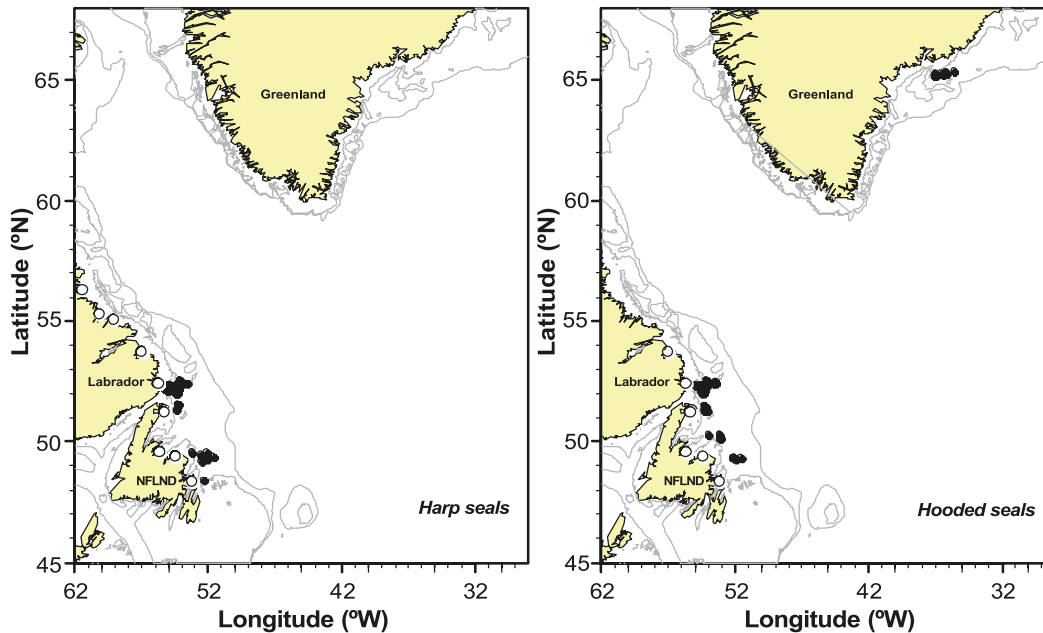 Greenland
Labrador
NFLND
Harp seals
Latitude (ºN)
65
60
55
50
45
62
52
42
32
Longitude (ºW)
Greenland
Labrador
NFLND
Hooded seals
Latitude (ºN)
65
60
55
50
45
62
52
42
32
Longitude (ºW)